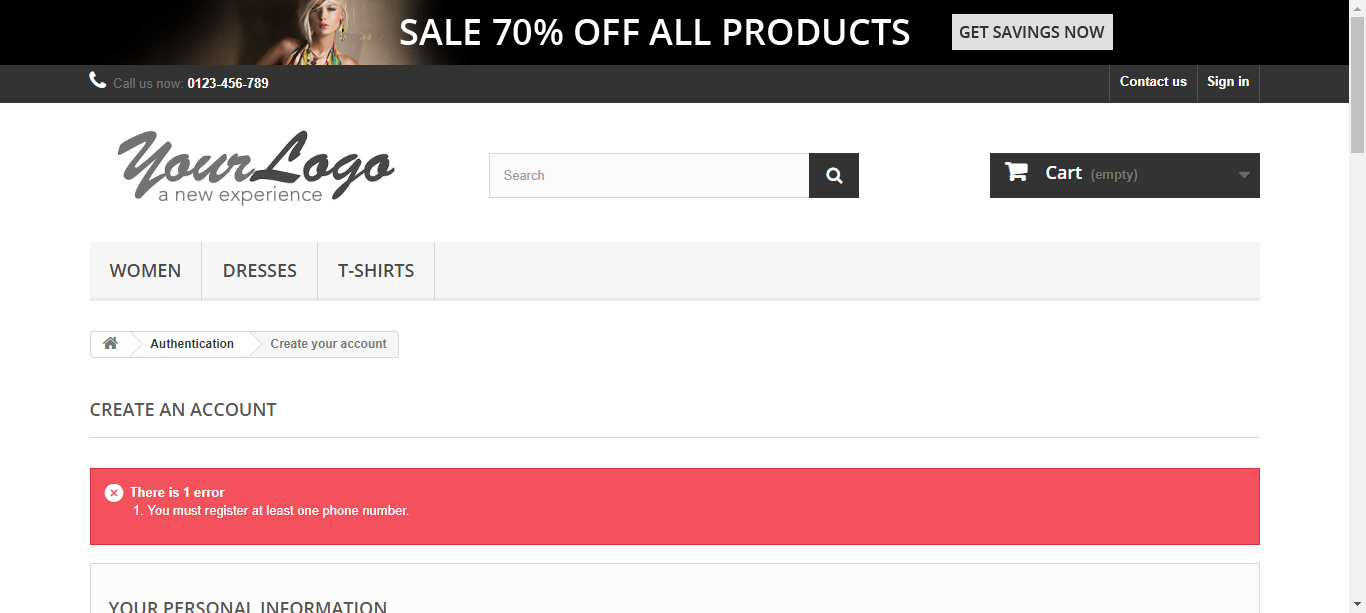 SALE 70% OFF ALL PRODUCTS GET SAVINGS NOW
Call us now: 0123-456-789 Contact us Sign in
Your Logo
a new experience
Search
Cart (empty)
WOMEN DRESSES T-SHIRTS
Authentication Create your account
CREATE AN ACCOUNT
There is 1 error
1. You must register at least one phone number.
YOUR PERSONAL INFORMATION